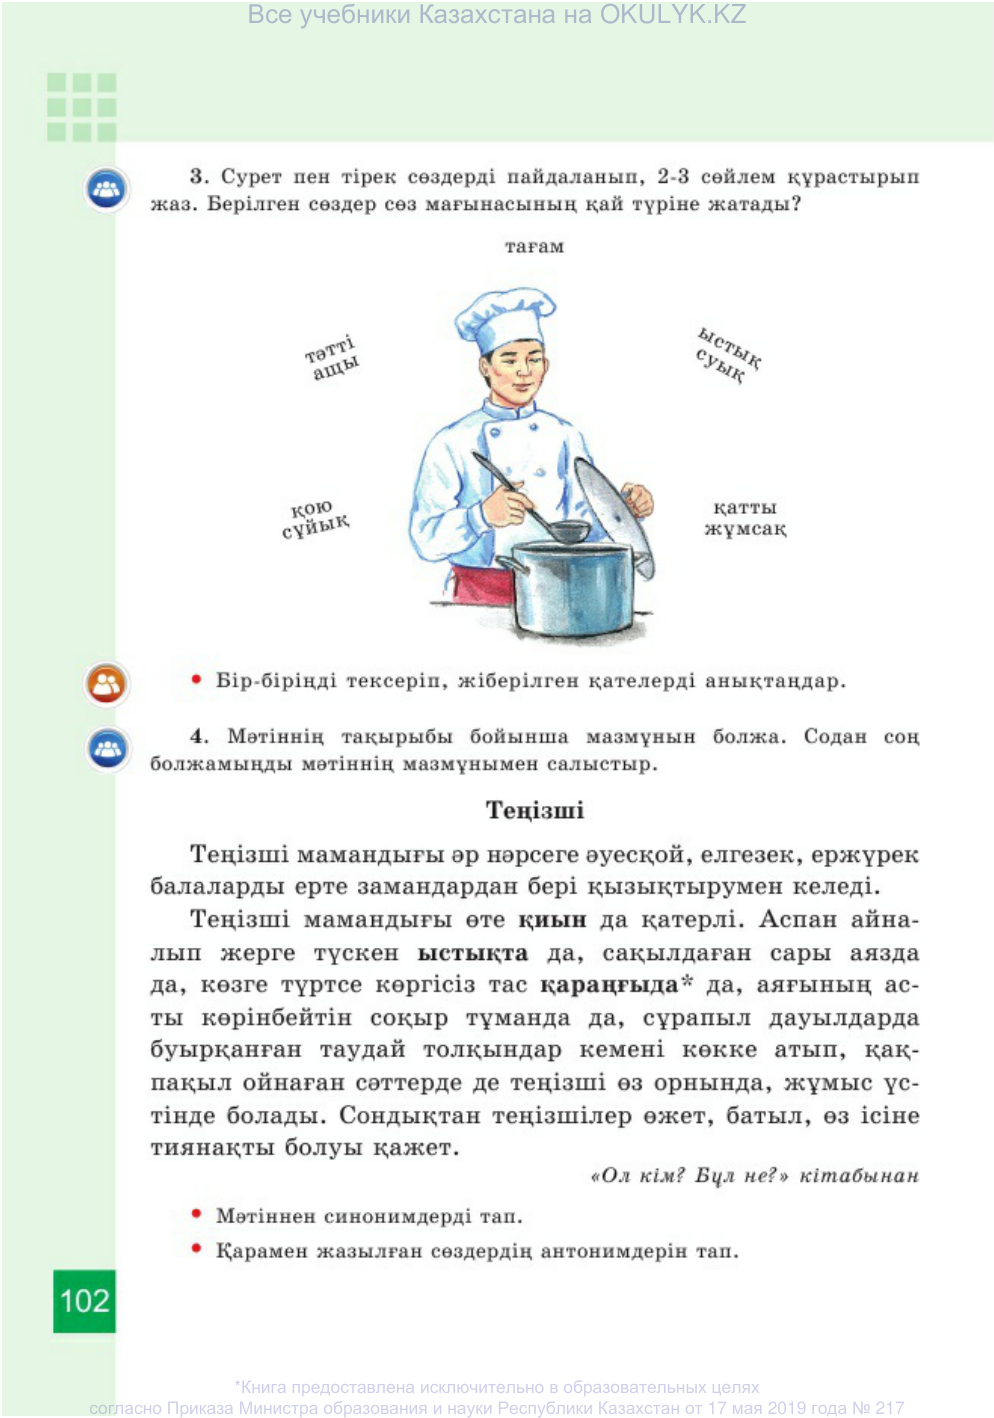 Все учебники Казахстана на OKULYK.KZ
3. Сурет пен тірек сөздерді пайдаланып, 2-3 сөйлем құрастырып
жаз. Берілген сөздер сөз мағынасының қай түріне жатады?
тағам
тәтті
ащы
ыстық
суық
қою
сұйық
қатты
жұмсақ
• Бір-біріңді тексеріп, жіберілген қателерді анықтаңдар.
4. Мәтіннің тақырыбы бойынша мазмұнын болжа. Содан соң
болжамыңды мәтіннің мазмұнымен салыстыр.
Теңізші
Теңізші мамандығы әр нәрсеге әуесқой, елгезек, ержүрек
балаларды ерте замандардан бері қызықтырумен келеді.
Теңізші мамандығы өте қиын да қатерлі. Аспан айна-
лып жерге түскен ыстықта да, сақылдаған сары аязда
да, көзге түртсе көргісіз тас қараңғыда* да, аяғының ас-
ты көрінбейтін соқыр тұманда да, сұрапыл дауылдарда
буырқанған таудай толқындар кемені көкке атып, қақ-
пақыл ойнаған сәттерде де теңізші өз орнында, жұмыс үс-
тінде болады. Сондықтан теңізшілер өжет, батыл, өз ісіне
тиянақты болуы қажет.
«Ол кім? Бұл не?» кітабынан
• Мәтіннен синонимдерді тап.
• Қарамен жазылған сөздердің антонимдерін тап.
102
*Книга предоставлена исключительно в образовательных целях
согласно Приказа Министра образования и науки Республики Казахстан от 17 мая 2019 года № 217